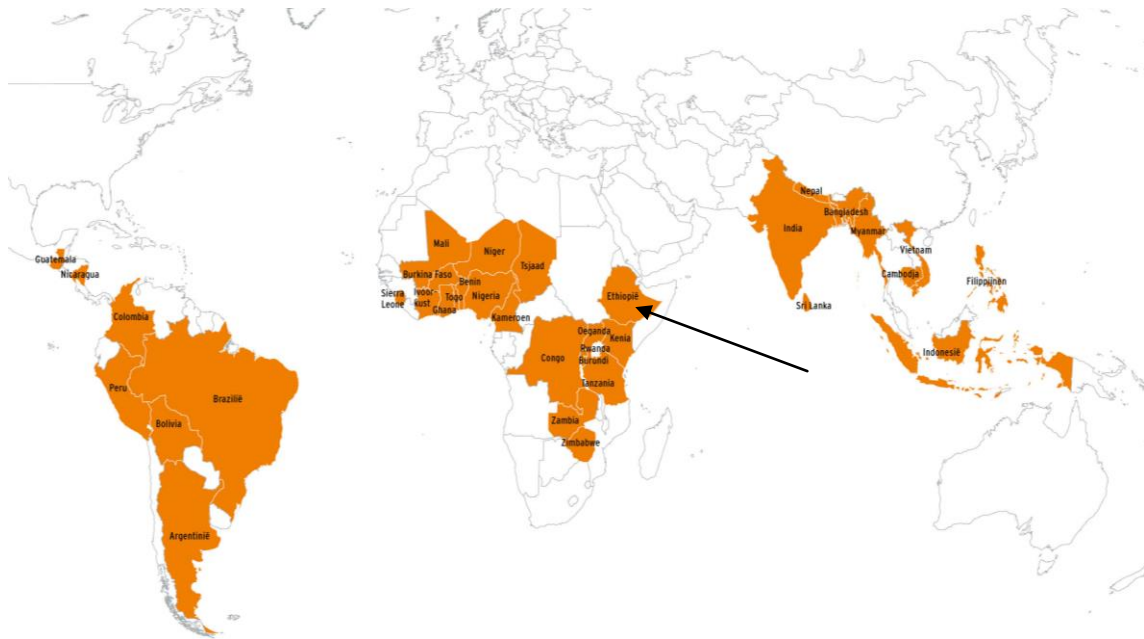 Guatemala
Nicaragua
Colombia
Peru
Brazilië
Bolivia
Argentinië
Mali
Niger
Tsjaad
Burkina Faso
Benin
Sierra
Leone
Ivoor
kust
Togo
Ghana
Nigeria
Kameroen
Ethiopië
Oeganda
Kenia
Rwanda
Burundi
Congo
Tanzania
Zambia
Zimbabwe
Nepal
Bangladesh
India
Myanmar
Vietnam
Cambodja
Sri Lanka
Filippijnen
Indonesië